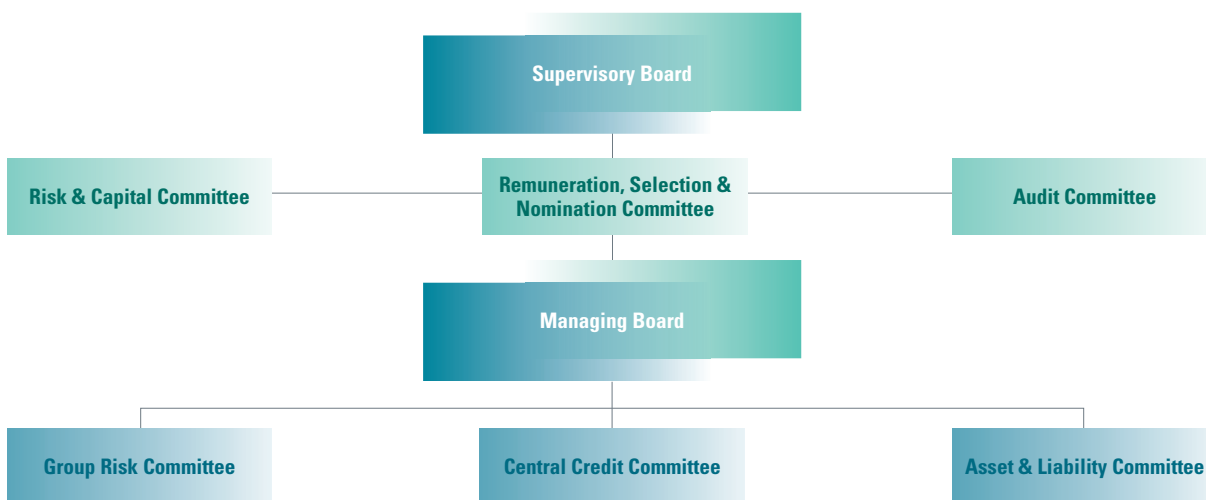 Supervisory Board
Risk & Capital Committee
Remuneration, Selection &
Nomination Committee
Audit Committee
Managing Board
Group Risk Committee
Central Credit Committee
Asset & Liability Committee